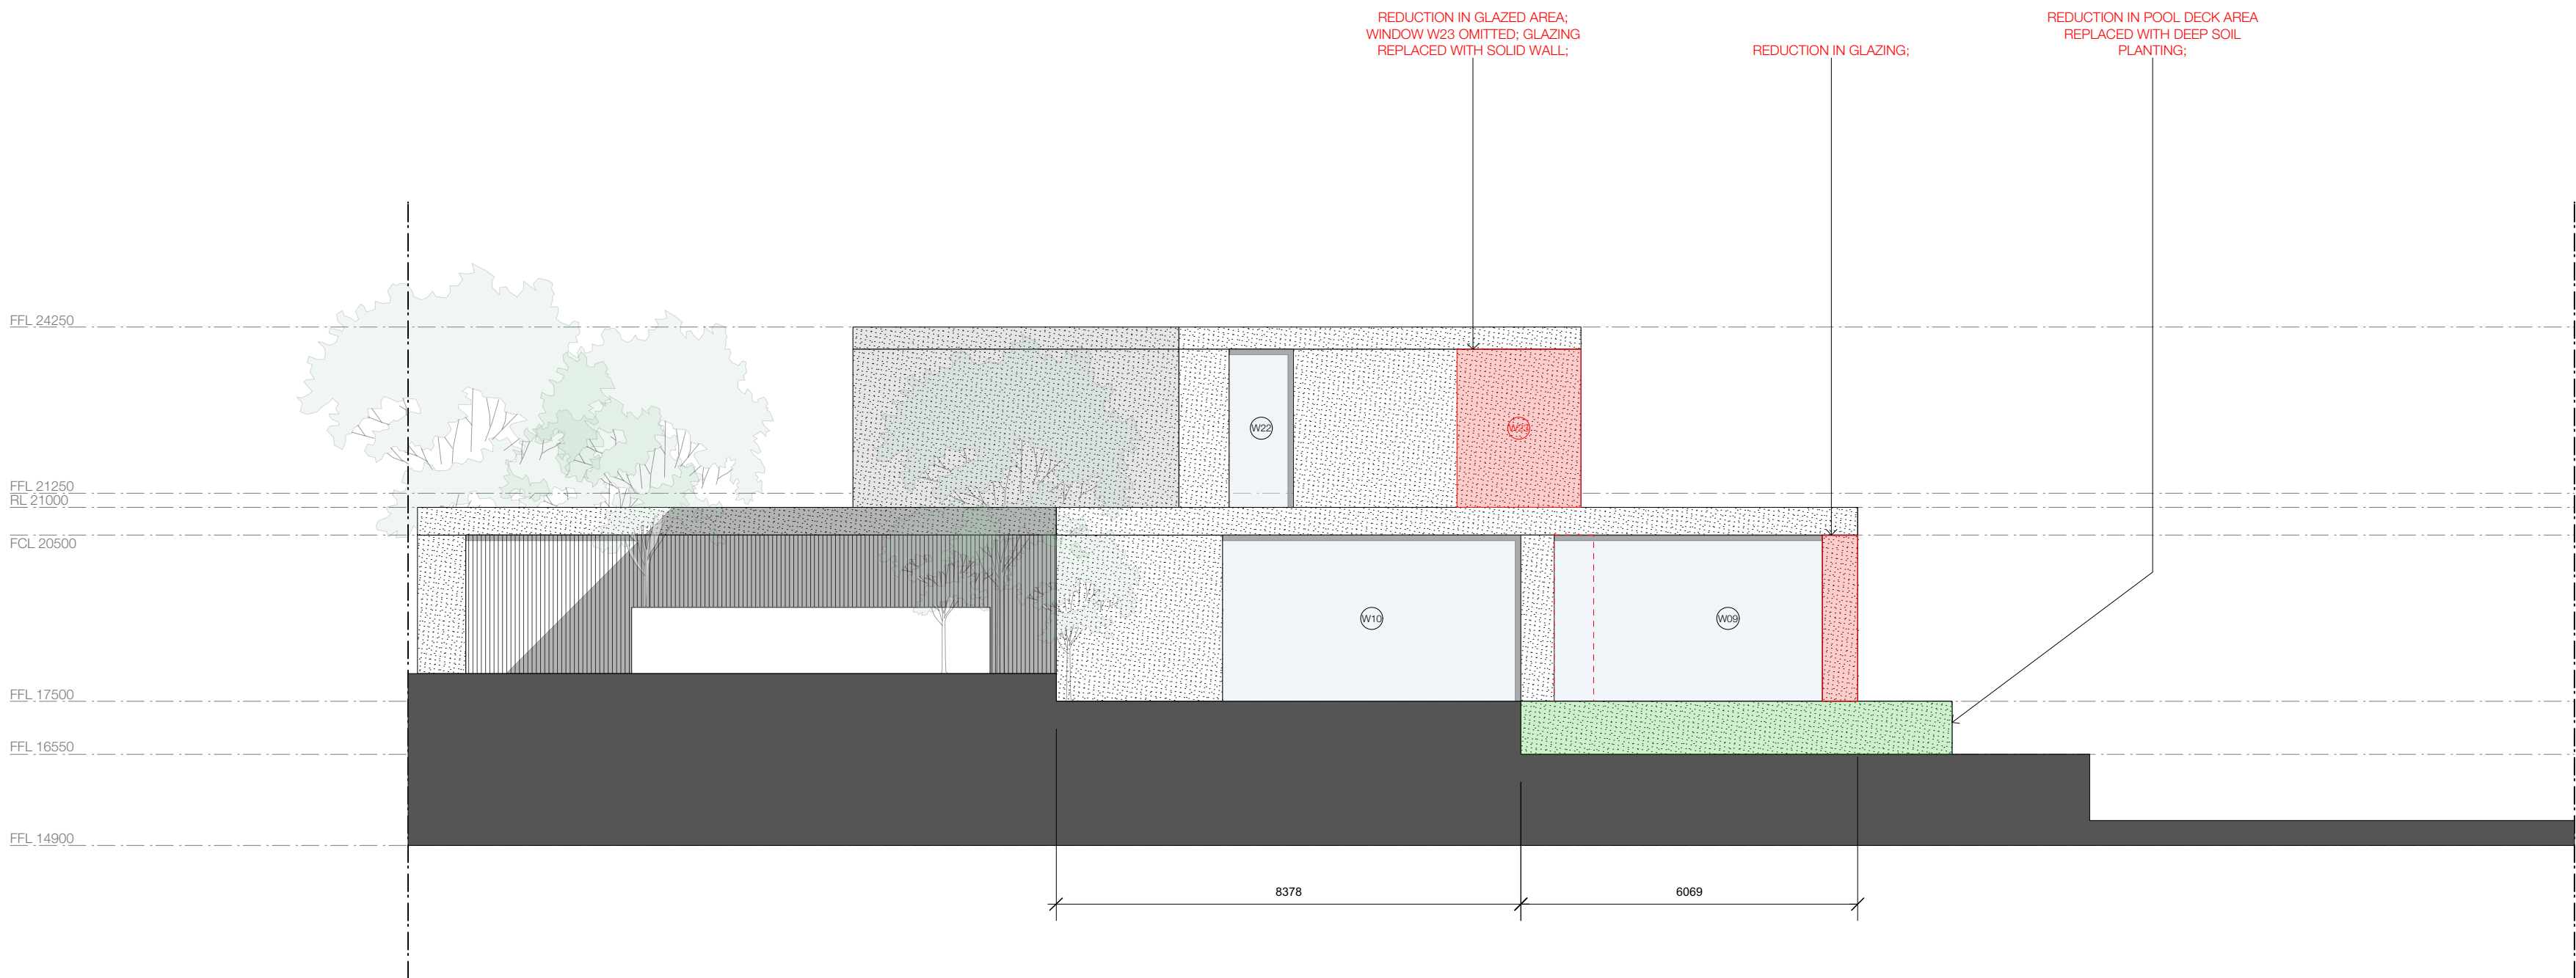 REDUCTION IN GLAZED AREA;
WINDOW W23 OMITTED; GLAZING
REPLACED WITH SOLID WALL;
REDUCTION IN GLAZING;
REDUCTION IN POOL DECK AREA
REPLACED WITH DEEP SOIL
PLANTING;
FFL 24250
W22
W23
FFL 21250
RL 21000
FCL 20500
W10
W09
FFL 17500
FFL 16550
FFL 14900
8378
6069